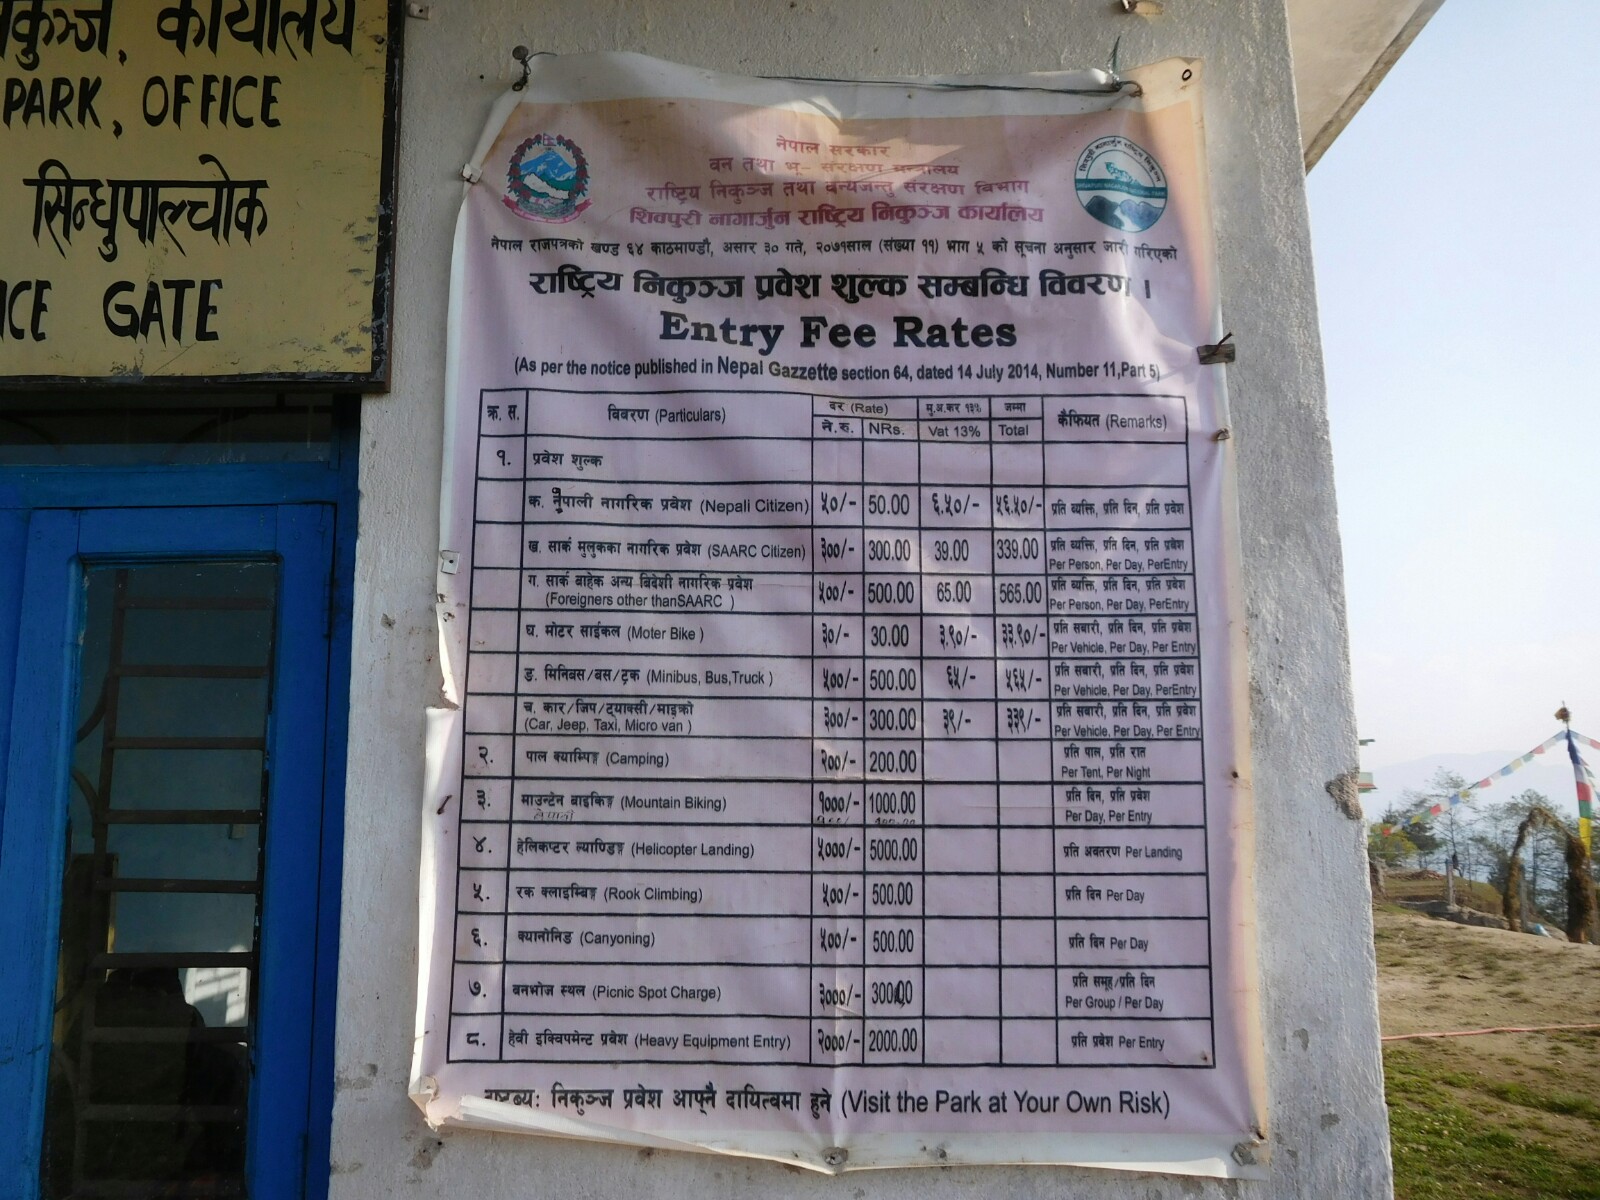 निकुञ्ज, कार्यालय
PARK, OFFICE
सिन्धुपाल्चोक
GATE
नेपाल सरकार
वन तथा भू- संरक्षण मन्त्रालय
राष्ट्रिय निकुञ्ज तथा वन्यजन्तु संरक्षण विभाग
शिवपुरी नागार्जुन राष्ट्रिय निकुञ्ज कार्यालय
नेपाल राजपत्रको खण्ड ६४ काठमाण्डौ, असार ३० गते, २०७१साल (संख्या ११) भाग ५ को सूचना अनुसार जारी गरिएको
राष्ट्रिय निकुञ्ज प्रवेश शुल्क सम्बन्धि विवरण ।
Entry Fee Rates
(As per the notice published in Nepal Gazzette section 64, dated 14 July 2014, Number 11,Part 5)
क्र. स. विवरण (Particulars) दर (Rate) मु.अ.कर १३% जम्मा कैफियत (Remarks)
ने.रु. NRs. Vat 13% Total
१. प्रवेश शुल्क
क. नेपाली नागरिक प्रवेश (Nepali Citizen) ५०/- 50.00 ६.५०/- ५६.५०/- प्रति व्यक्ति, प्रति दिन, प्रति प्रवेश
ख. सार्क मुलुकका नागरिक प्रवेश (SAARC Citizen) ३००/- 300.00 39.00 339.00 प्रति व्यक्ति, प्रति दिन, प्रति प्रवेश
Per Person, Per Day, PerEntry
ग. सार्क बाहेक अन्य विदेशी नागरिक प्रवेश
(Foreigners other thanSAARC ) ५००/- 500.00 65.00 565.00 प्रति व्यक्ति, प्रति दिन, प्रति प्रवेश
Per Person, Per Day, PerEntry
घ. मोटर साईकल (Moter Bike ) ३०/- 30.00 ३.९०/- ३३.९०/- प्रति सबारी, प्रति दिन, प्रति प्रवेश
Per Vehicle, Per Day, Per Entry
ङ. मिनिबस/बस/ट्रक (Minibus, Bus,Truck ) ५००/- 500.00 ६५/- ५६५/- प्रति सबारी, प्रति दिन, प्रति प्रवेश
Per Vehicle, Per Day, PerEntry
च. कार/जिप/ट्याक्सी/माइक्रो
(Car, Jeep, Taxi, Micro van ) ३००/- 300.00 ३९/- ३३९/- प्रति सबारी, प्रति दिन, प्रति प्रवेश
Per Vehicle, Per Day, Per Entry
२. पाल क्याम्पिङ्ग (Camping) २००/- 200.00 प्रति पाल, प्रति रात
Per Tent, Per Night
३. माउन्टेन बाइकिङ्ग (Mountain Biking) १०००/- 1000.00 प्रति दिन, प्रति प्रवेश
नेपाली Per Day, Per Entry
४. हेलिकप्टर ल्याण्डिङ्ग (Helicopter Landing) ५०००/- 5000.00 प्रति अवतरण Per Landing
५. रक क्लाइम्बिङ्ग (Rook Climbing) ५००/- 500.00 प्रति दिन Per Day
६. क्यानोनिङ (Canyoning) ५००/- 500.00 प्रति दिन Per Day
७. वनभोज स्थल (Picnic Spot Charge) ३०००/- प्रति समूह/प्रति दिन
Per Group / Per Day
८. हेवी इक्विपमेन्ट प्रवेश (Heavy Equipment Entry) २०००/- 2000.00 प्रति प्रवेश Per Entry
निकुञ्ज प्रवेश आफ्नै दायित्वमा हुने (Visit the Park at Your Own Risk)